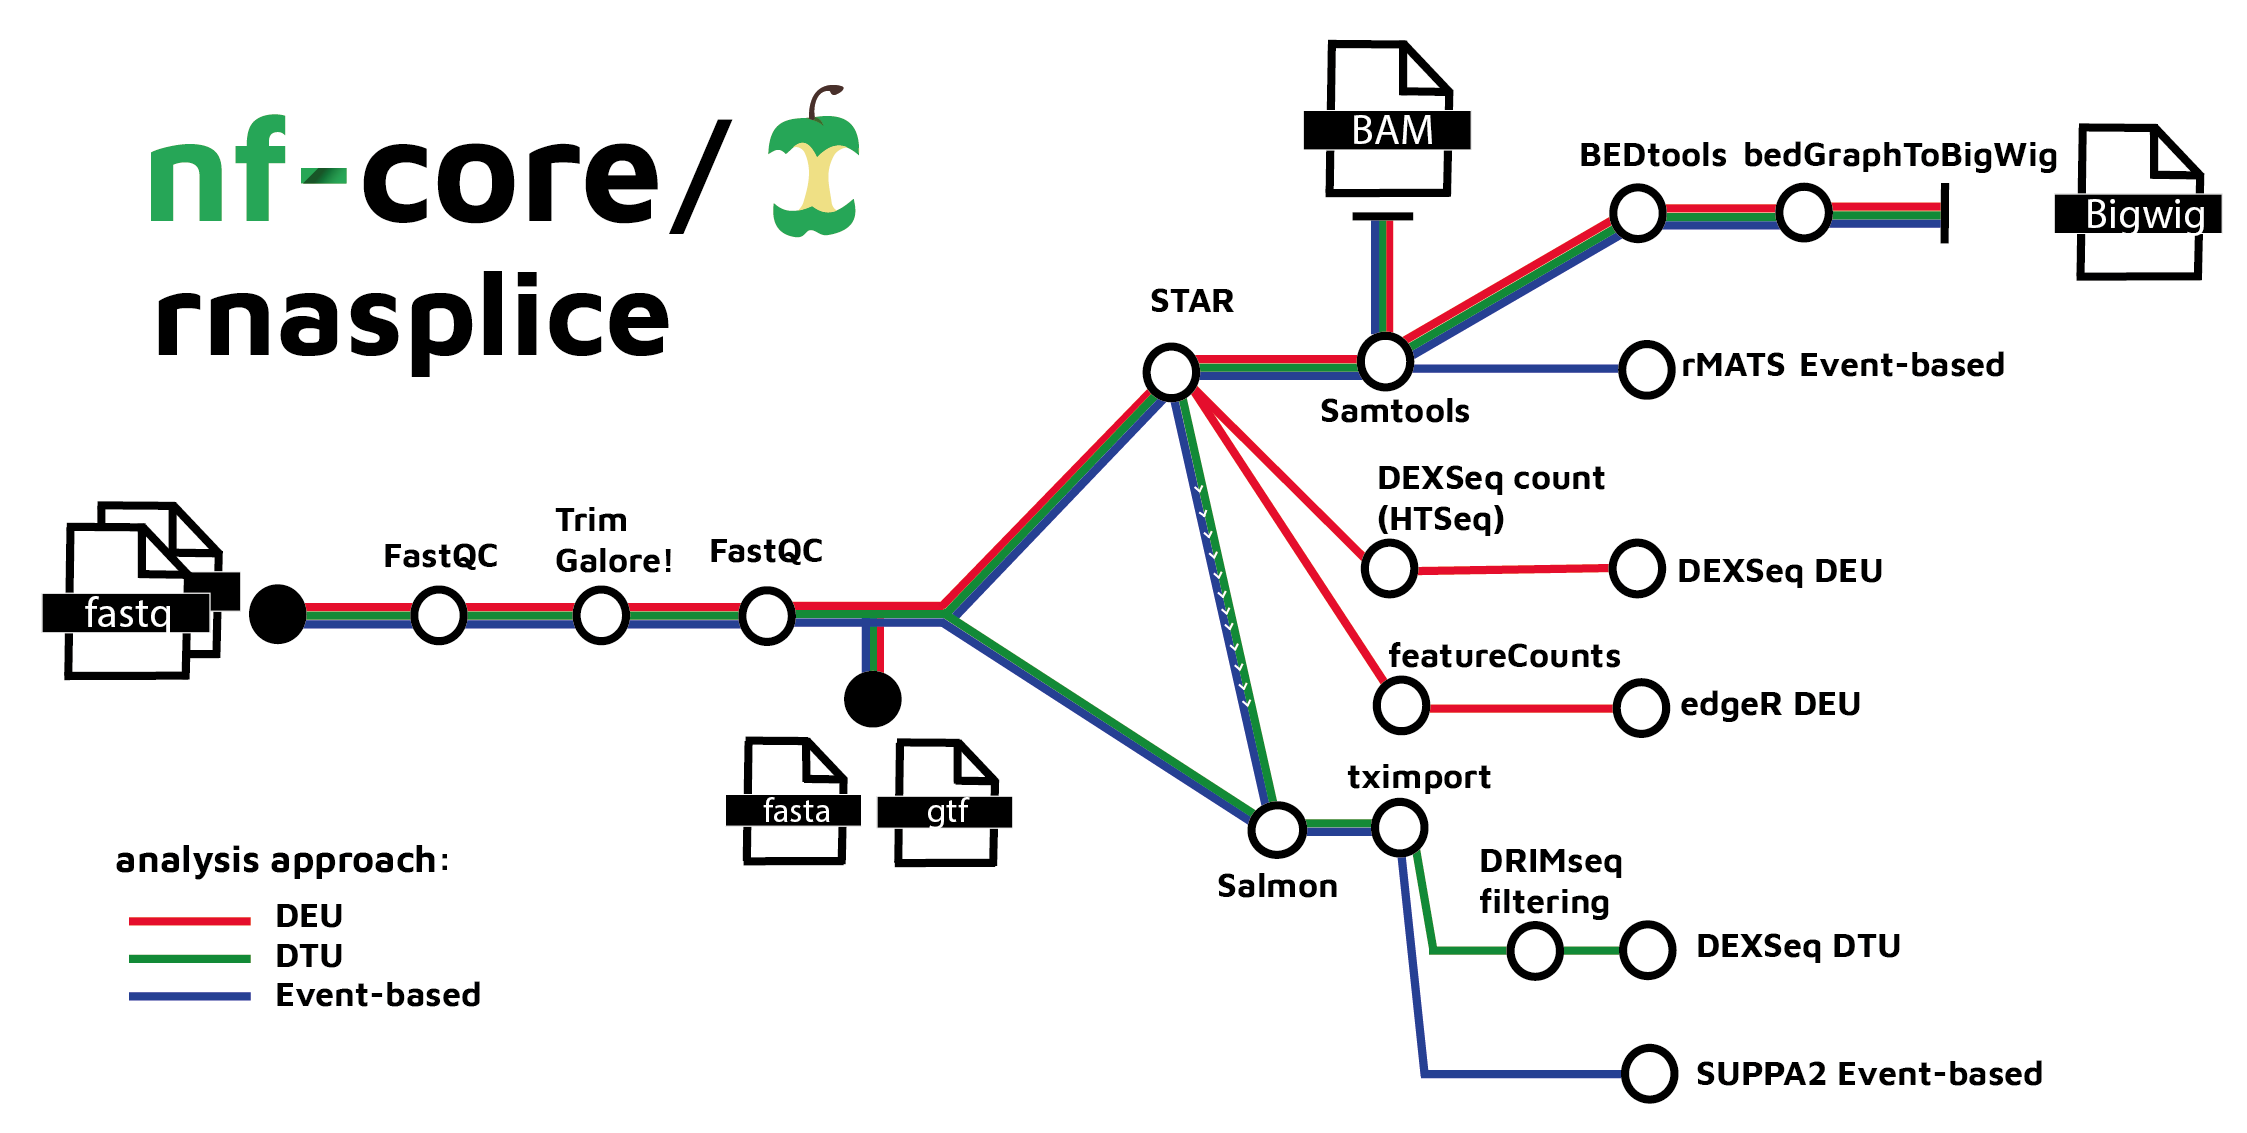 nf-core/
rnasplice
BAM
BEDtools bedGraphToBigWig
Bigwig
STAR
rMATS Event-based
Samtools
DEXSeq count
(HTSeq)
DEXSeq DEU
fastq
FastQC
Trim
Galore!
FastQC
featureCounts
edgeR DEU
fasta
gtf
tximport
Salmon
DRIMseq
filtering
DEXSeq DTU
SUPPA2 Event-based
analysis approach:
DEU
DTU
Event-based